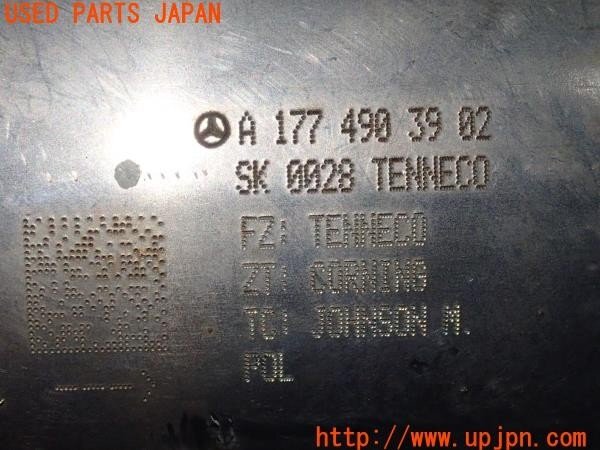 USED PARTS JAPAN
A 177 490 39 02
SK 0028 TENNECO
FZ: TENNECO
ZT: CORNING
TC: JOHNSON M.
POL
http://www.upjpn.com